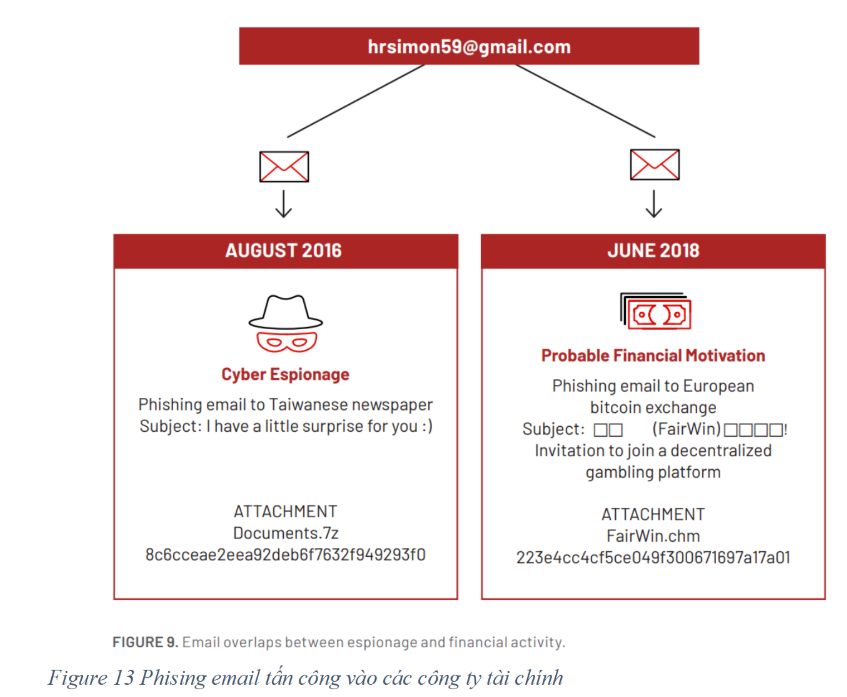 hrsimon59@gmail.com
AUGUST 2016
Cyber Espionage
Phishing email to Taiwanese newspaper
Subject: I have a little surprise for you :)
ATTACHMENT
Documents.7z
8c6cceae2eea92deb6f7632f949293f0
JUNE 2018
Probable Financial Motivation
Phishing email to European
bitcoin exchange
Subject: □□ (FairWin)□□□□!
Invitation to join a decentralized
gambling platform
ATTACHMENT
FairWin.chm
223e4cc4cf5ce049f300671697a17a01
FIGURE 9. Email overlaps between espionage and financial activity.
Figure 13 Phising email tấn công vào các công ty tài chính